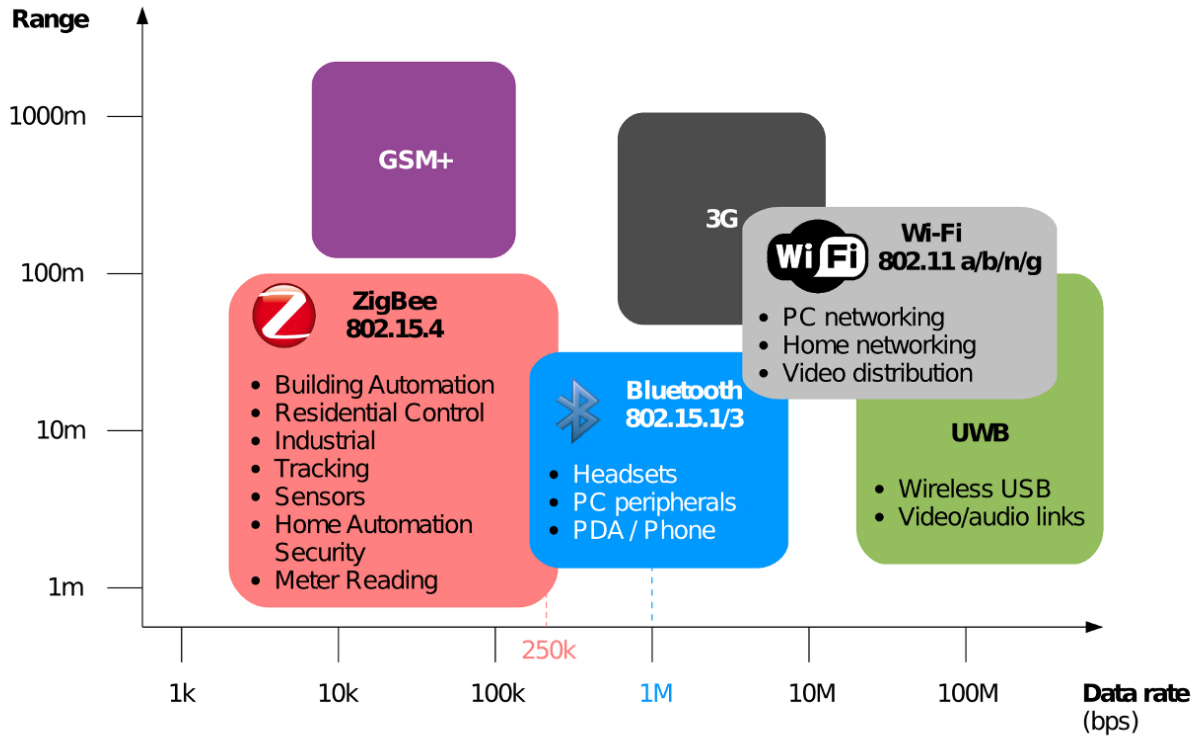 Range
1000m
100m
10m
1m
GSM+
3G
Wi Fi
Wi-Fi
802.11 a/b/n/g
• PC networking
• Home networking
• Video distribution
Z
ZigBee
802.15.4
• Building Automation
• Residential Control
• Industrial
• Tracking
• Sensors
• Home Automation
Security
• Meter Reading
Bluetooth
802.15.1/3
• Headsets
• PC peripherals
• PDA / Phone
UWB
• Wireless USB
• Video/audio links
250k
1k
10k
100k
1M
10M
100M
Data rate
(bps)